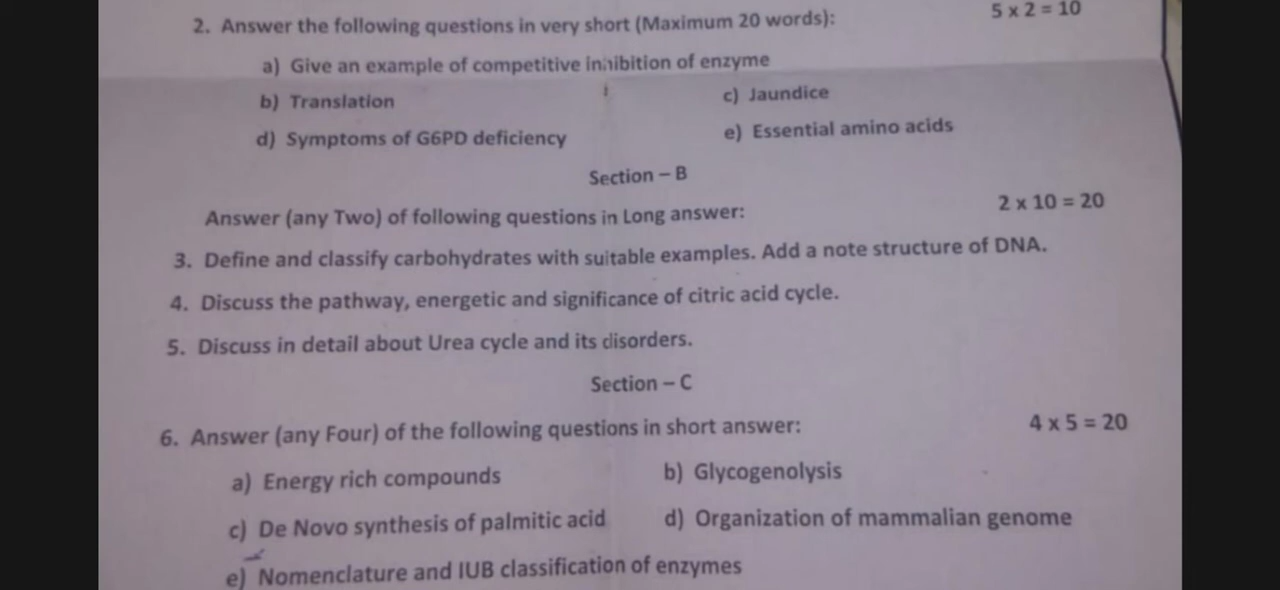 2. Answer the following questions in very short (Maximum 20 words): 5 x 2 = 10
a) Give an example of competitive inhibition of enzyme
b) Translation c) Jaundice
d) Symptoms of G6PD deficiency e) Essential amino acids
Section – B
Answer (any Two) of following questions in Long answer: 2 x 10 = 20
3. Define and classify carbohydrates with suitable examples. Add a note structure of DNA.
4. Discuss the pathway, energetic and significance of citric acid cycle.
5. Discuss in detail about Urea cycle and its disorders.
Section – C
6. Answer (any Four) of the following questions in short answer: 4 x 5 = 20
a) Energy rich compounds b) Glycogenolysis
c) De Novo synthesis of palmitic acid d) Organization of mammalian genome
e) Nomenclature and IUB classification of enzymes